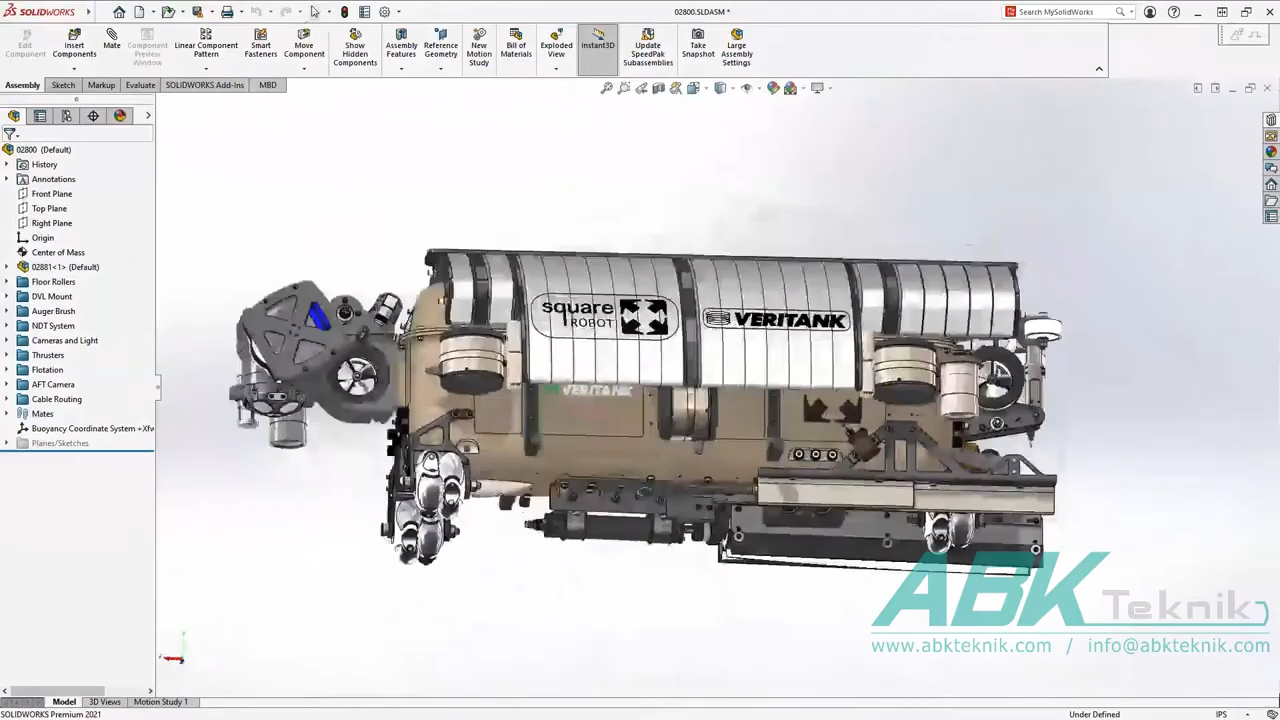 SOLIDWORKS
02800.SLDASM *
Search MySolidWorks
Edit Component
Insert Components
Mate
Component Preview Window
Linear Component Pattern
Smart Fasteners
Move Component
Show Hidden Components
Assembly Features
Reference Geometry
New Motion Study
Bill of Materials
Exploded View
Instant3D
Update SpeedPak Subassemblies
Take Snapshot
Large Assembly Settings
Assembly
Sketch
Markup
Evaluate
SOLIDWORKS Add-Ins
MBD
02800 (Default)
History
Annotations
Front Plane
Top Plane
Right Plane
Origin
Center of Mass
02881<1> (Default)
Floor Rollers
DVL Mount
Auger Brush
NDT System
Cameras and Light
Thrusters
Flotation
AFT Camera
Cable Routing
Mates
Buoyancy Coordinate System +Xfw
Planes/Sketches
square
ROBOT
VERITANK
VERITANK
ABK Teknik
www.abkteknik.com / info@abkteknik.com
Model
3D Views
Motion Study 1
SOLIDWORKS Premium 2021
Under Defined
IPS